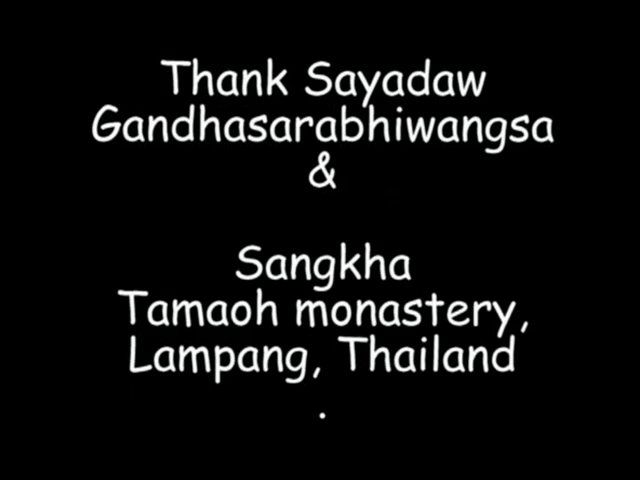 Thank Sayadaw
Gandhasarabhiwangsa
&
Sangkha
Tamaoh monastery,
Lampang, Thailand
.